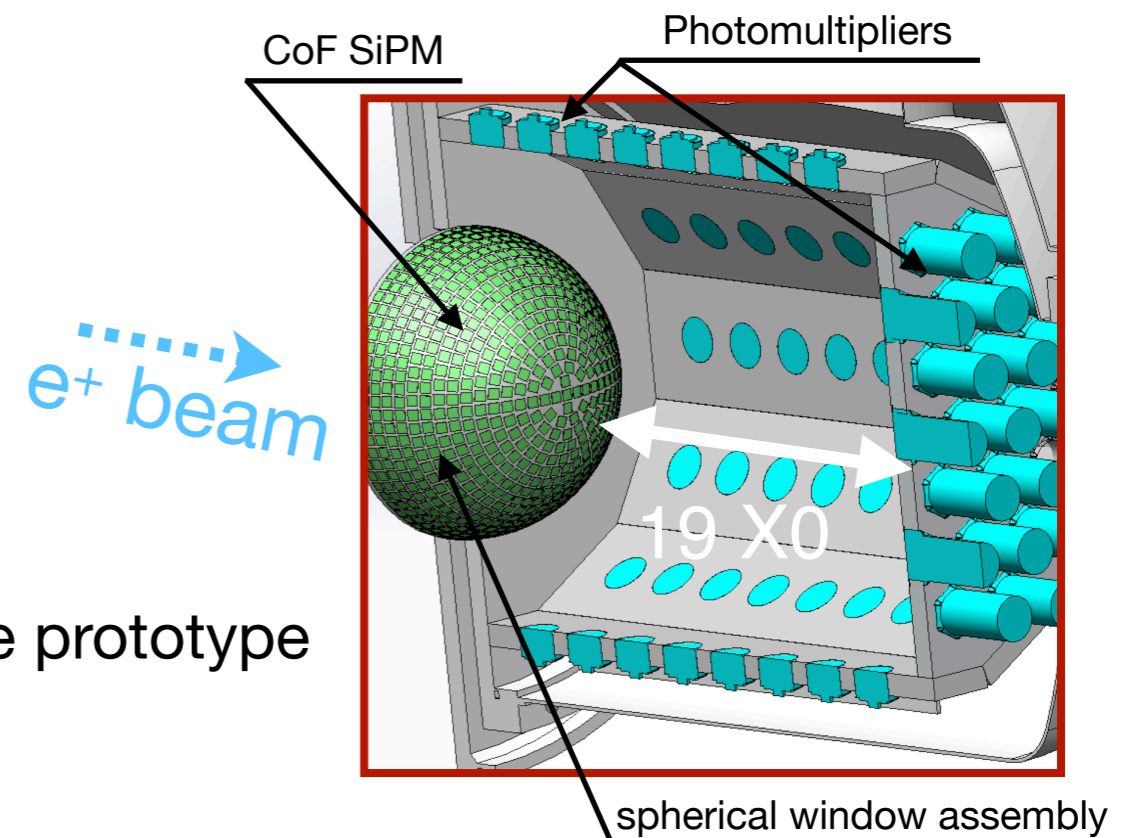 CoF SiPM
Photomultipliers
e+ beam
19 X0
e prototype
spherical window assembly